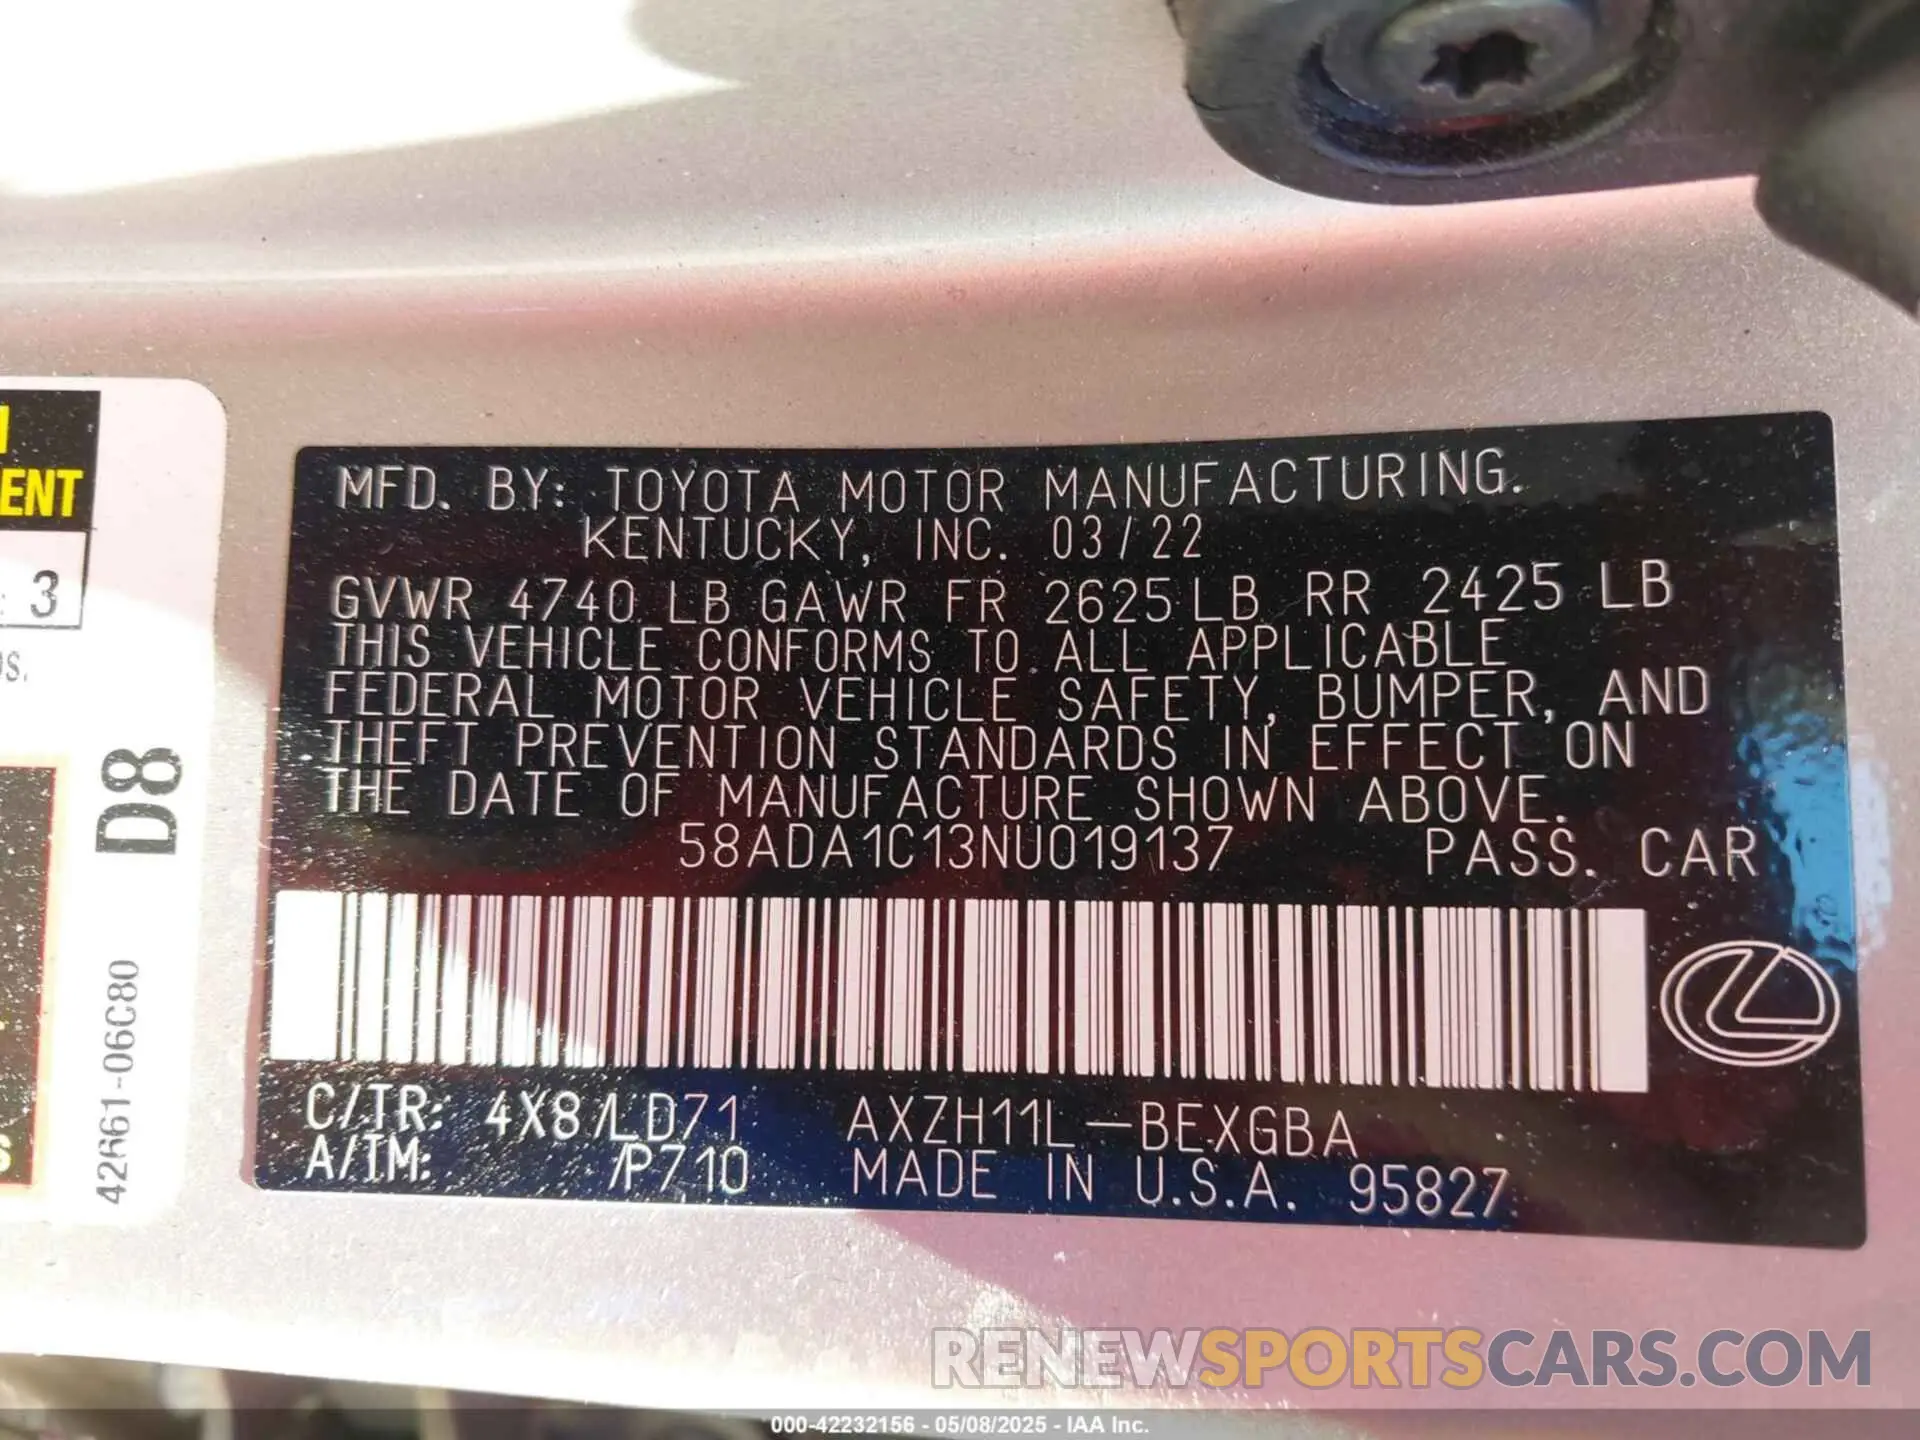 MFD. BY: TOYOTA MOTOR MANUFACTURING.
KENTUCKY, INC. 03/22
GVWR 4740 LB GAWR FR 2625 LB RR 2425 LB
THIS VEHICLE CONFORMS TO ALL APPLICABLE
FEDERAL MOTOR VEHICLE SAFETY, BUMPER, AND
THEFT PREVENTION STANDARDS IN EFFECT ON
THE DATE OF MANUFACTURE SHOWN ABOVE.
58ADA1C13NU019137 PASS. CAR
C/TR: 4X8/LD71 AXZH11L-BEXGBA
A/IM: /P710 MADE IN U.S.A. 95827
ENT
3
D8
42661-06C80
RENEWSPORTSCARS.COM
000-42232156 - 05/08/2025 - IAA Inc.